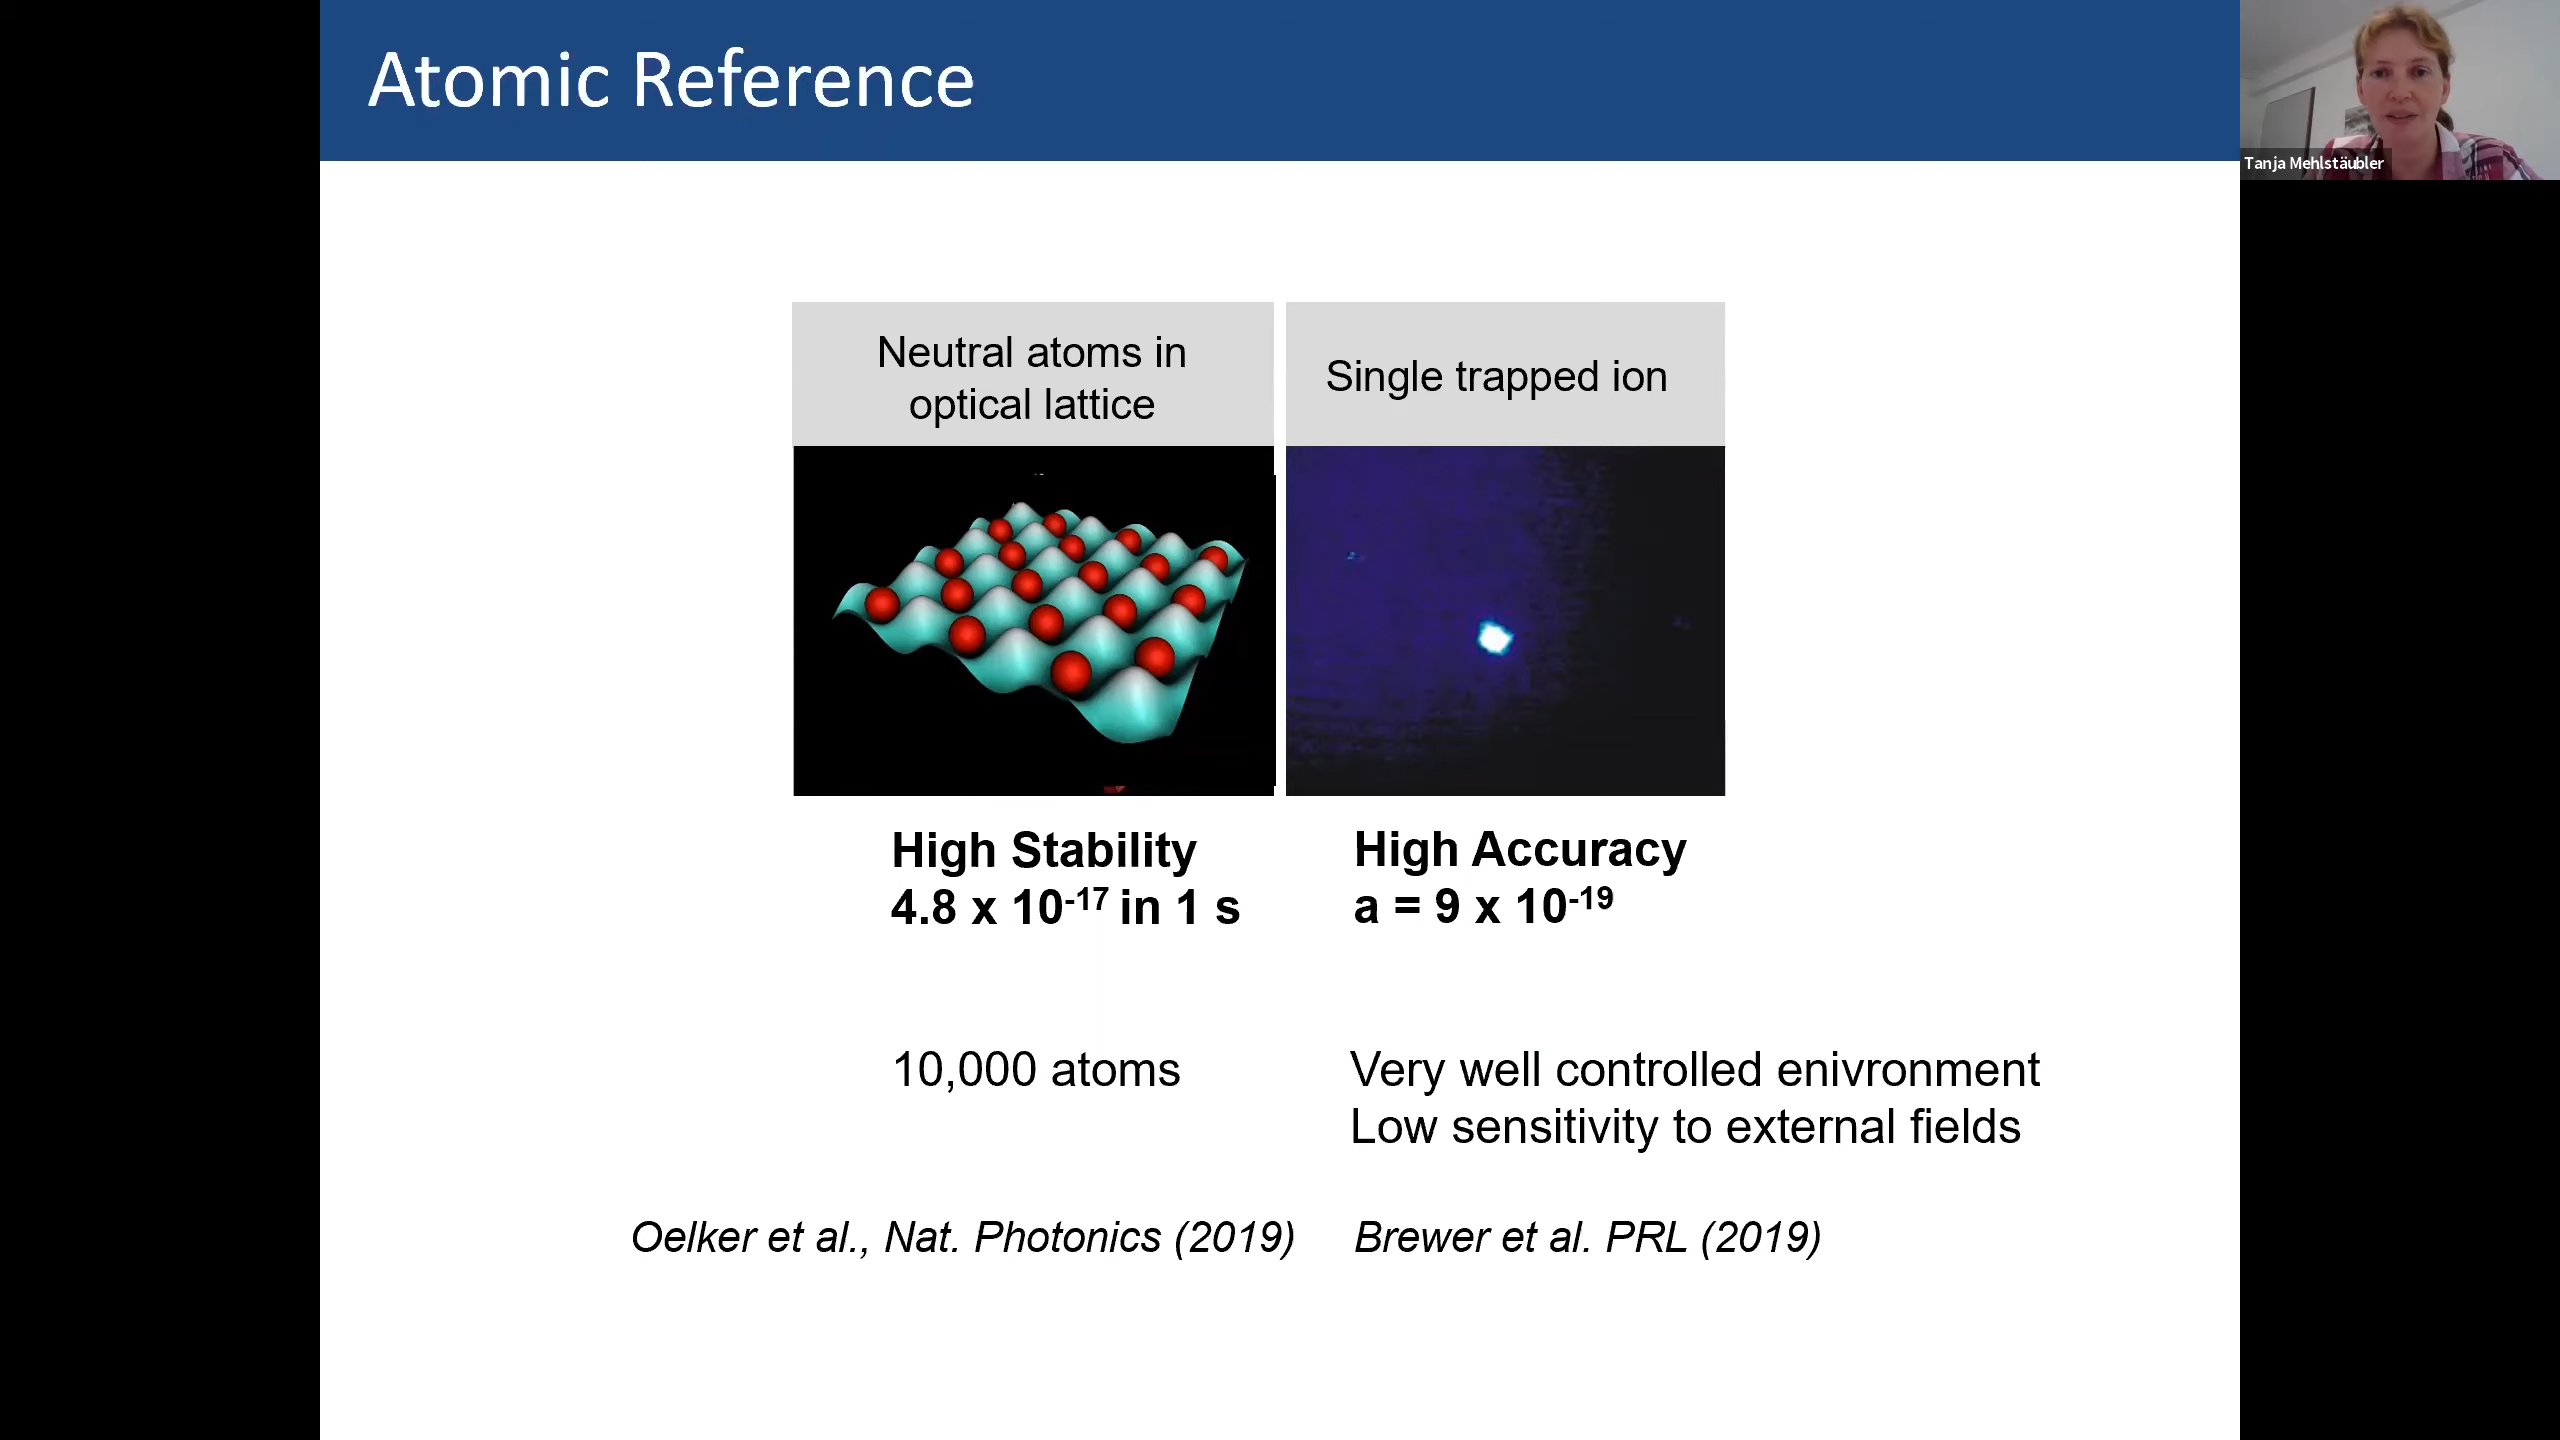 Atomic Reference
Tanja Mehlstäubler
Neutral atoms in
optical lattice
Single trapped ion
High Stability
4.8 x 10⁻¹⁷ in 1 s
High Accuracy
a = 9 x 10⁻¹⁹
10,000 atoms
Very well controlled enivronment
Low sensitivity to external fields
Oelker et al., Nat. Photonics (2019)
Brewer et al. PRL (2019)